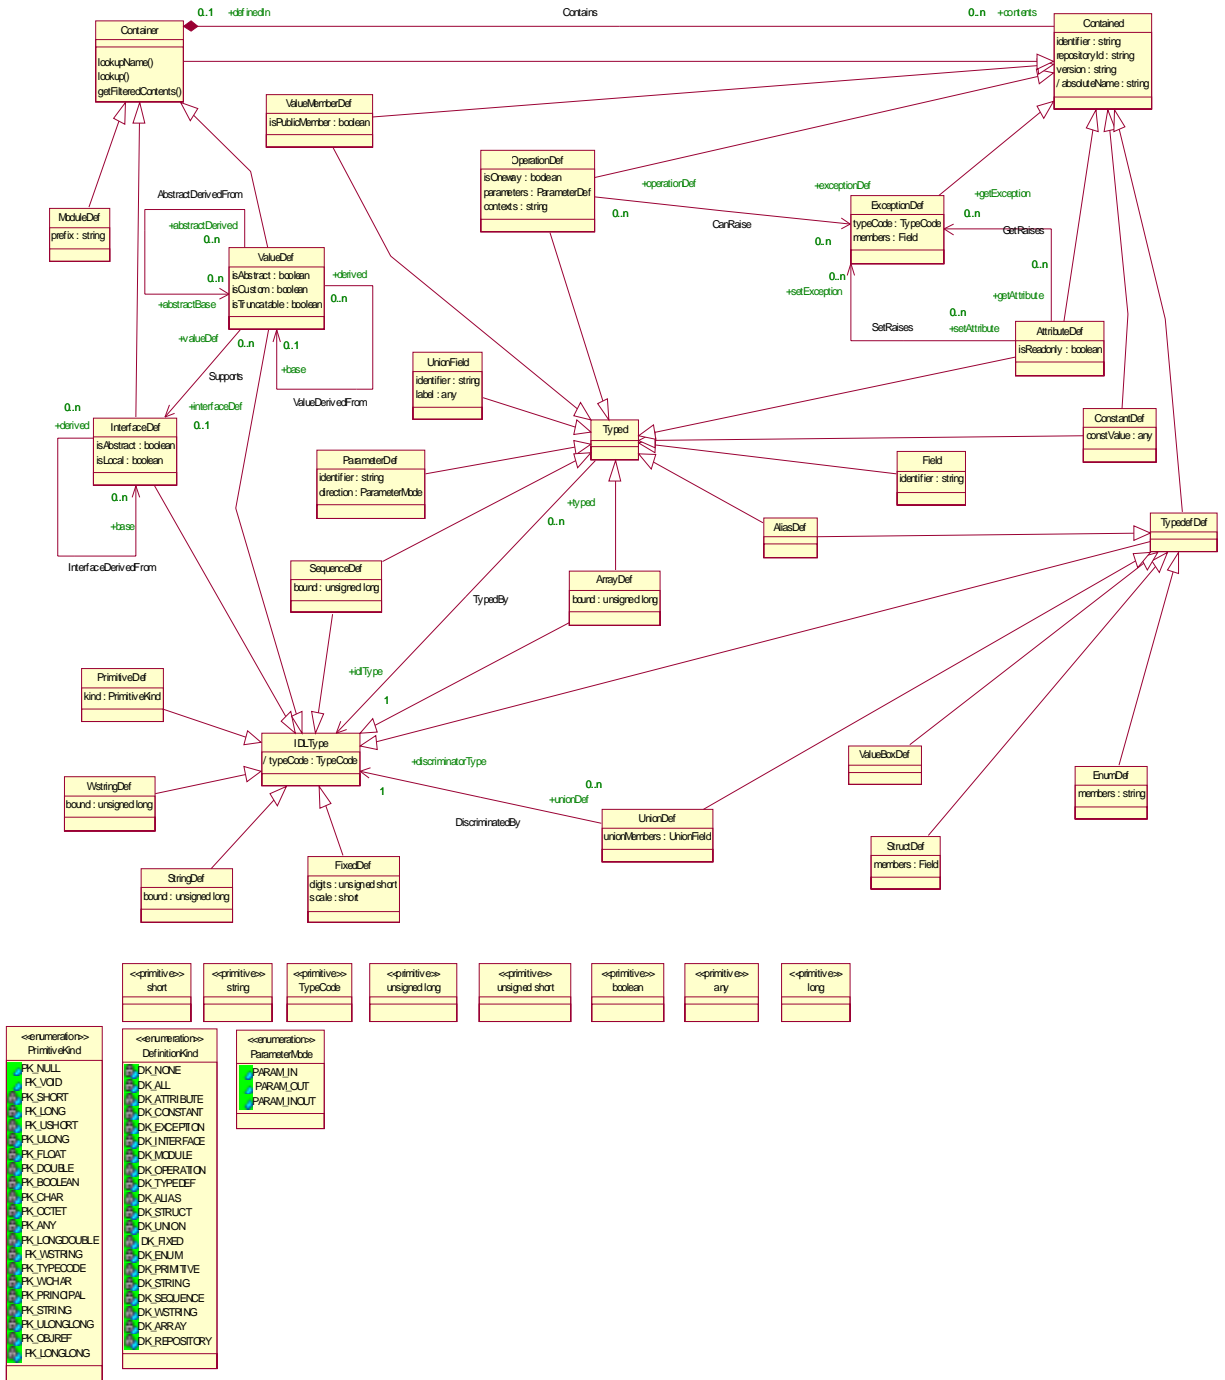 0..1 +definedIn Contains 0..n +contents
Container
lookupName()
lookup()
getFilteredContents()
Contained
identifier : string
repositoryId : string
version : string
/ absoluteName : string
ValueMemberDef
isPublicMember : boolean
OperationDef
isOneway : boolean
parameters : ParameterDef
contexts : string
+operationDef
0..n
CanRaise
+exceptionDef
0..n
ExceptionDef
typeCode : TypeCode
members : Field
+getException
0..n
GetRaises
0..n
+getAttribute
0..n
+setException
SetRaises
0..n
+setAttribute
AttributeDef
isReadonly : boolean
ModuleDef
prefix : string
AbstractDerivedFrom
+abstractDerived
0..n
0..n
+abstractBase
ValueDef
isAbstract : boolean
isCustom : boolean
isTruncatable : boolean
+derived
0..n
+valueDef
0..n
0..1
+base
ValueDerivedFrom
Supports
+interfaceDef
0..1
0..n
+derived
InterfaceDef
isAbstract : boolean
isLocal : boolean
0..n
+base
InterfaceDerivedFrom
UnionField
identifier : string
label : any
Typed
ConstantDef
constValue : any
ParameterDef
identifier : string
direction : ParameterMode
Field
identifier : string
+typed
0..n
AliasDef
TypedefDef
SequenceDef
bound : unsigned long
TypedBy
ArrayDef
bound : unsigned long
+idlType
1
PrimitiveDef
kind : PrimitiveKind
IDLType
/ typeCode : TypeCode
+discriminatorType
1
DiscriminatedBy
0..n
+unionDef
ValueBoxDef
EnumDef
members : string
WstringDef
bound : unsigned long
UnionDef
unionMembers : UnionField
StructDef
members : Field
StringDef
bound : unsigned long
FixedDef
digits : unsigned short
scale : short
<<primitive>>
short
<<primitive>>
string
<<primitive>>
TypeCode
<<primitive>>
unsigned long
<<primitive>>
unsigned short
<<primitive>>
boolean
<<primitive>>
any
<<primitive>>
long
<<enumeration>>
PrimitiveKind
PK_NULL
PK_VOID
PK_SHORT
PK_LONG
PK_USHORT
PK_ULONG
PK_FLOAT
PK_DOUBLE
PK_BOOLEAN
PK_CHAR
PK_OCTET
PK_ANY
PK_LONGDOUBLE
PK_WSTRING
PK_TYPECODE
PK_WCHAR
PK_PRINCIPAL
PK_STRING
PK_ULONGLONG
PK_OBJREF
PK_LONGLONG
<<enumeration>>
DefinitionKind
DK_NONE
DK_ALL
DK_ATTRIBUTE
DK_CONSTANT
DK_EXCEPTION
DK_INTERFACE
DK_MODULE
DK_OPERATION
DK_TYPEDEF
DK_ALIAS
DK_STRUCT
DK_UNION
DK_FIXED
DK_ENUM
DK_PRIMITIVE
DK_STRING
DK_SEQUENCE
DK_WSTRING
DK_ARRAY
DK_REPOSITORY
<<enumeration>>
ParameterMode
PARAM_IN
PARAM_OUT
PARAM_INOUT